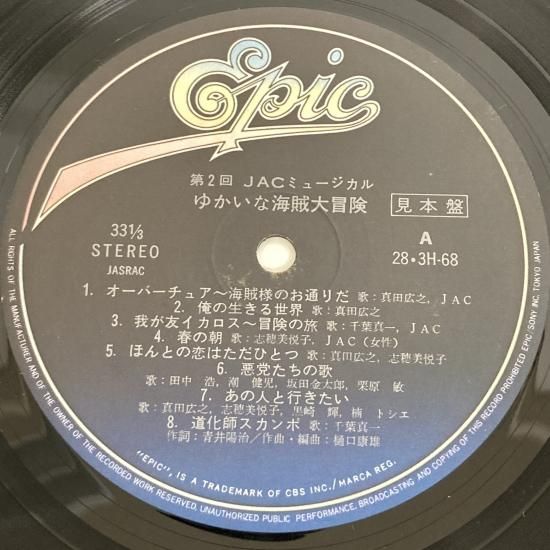 Epic
第2回 JACミュージカル
ゆかいな海賊大冒険
見本盤
33⅓
STEREO
JASRAC
A
28・3H-68
1. オーバーチュア〜海賊様のお通りだ 歌:真田広之, JAC
2. 俺の生きる世界 歌:真田広之
3. 我が友イカロス〜冒険の旅 歌:千葉真一, JAC
4. 春の朝 歌:志穂美悦子, JAC(女性)
5. ほんとの恋はただひとつ 歌:真田広之, 志穂美悦子
6. 悪党たちの歌
歌:田中 浩, 潮 健児, 坂田金太郎, 栗原 敏
7. あの人と行きたい
歌:真田広之, 志穂美悦子, 黒崎 輝, 楠 トシエ
8. 道化師スカンポ 歌:千葉真一
作詞:青井陽治/作曲・編曲:樋口康雄
"EPIC", IS A TRADEMARK OF CBS INC./MARCA REG.
ALL RIGHTS OF THE MANUFACTURER AND OF THE OWNER OF THE RECORDED WORK RESERVED. UNAUTHORIZED PUBLIC PERFORMANCE, BROADCASTING AND COPYING OF THIS RECORD PROHIBITED EPIC/SONY INC. TOKYO JAPAN